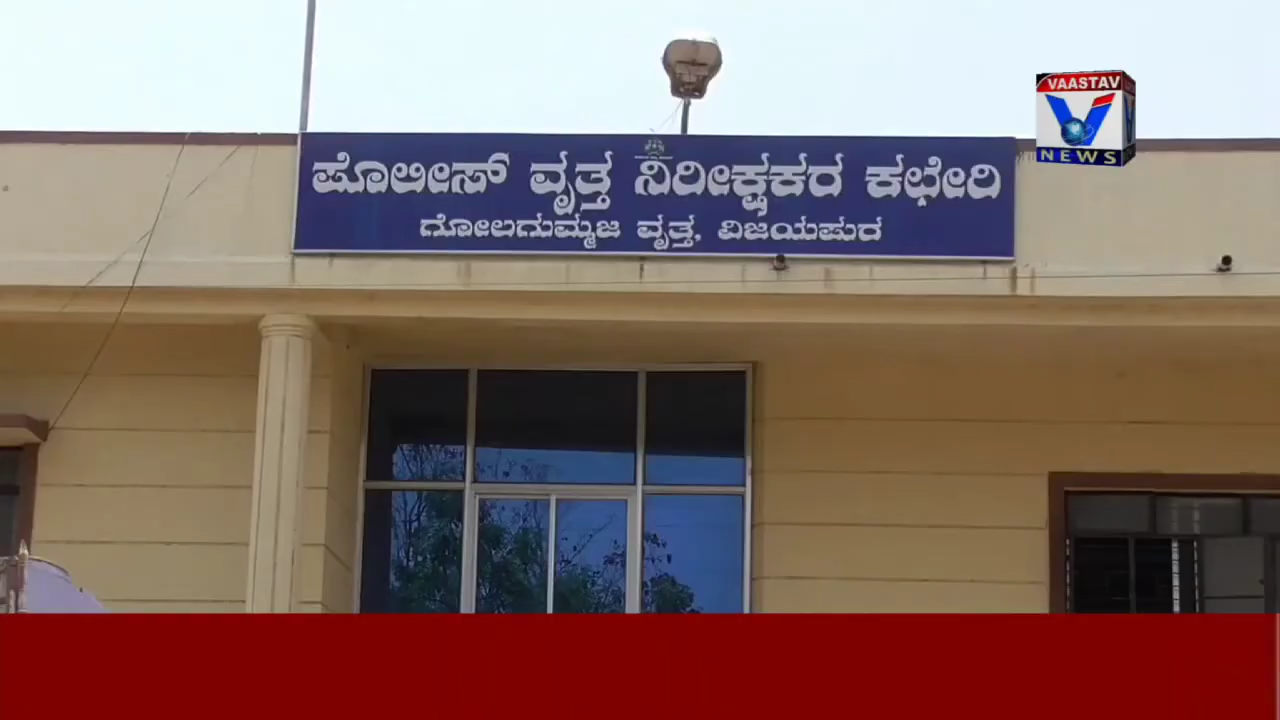 ಪೊಲೀಸ್ ವೃತ್ತ ನಿರೀಕ್ಷಕರ ಕಛೇರಿ
ಗೋಲಗುಮ್ಮಜ ವೃತ್ತ, ವಿಜಯಪುರ
VAASTAV
NEWS